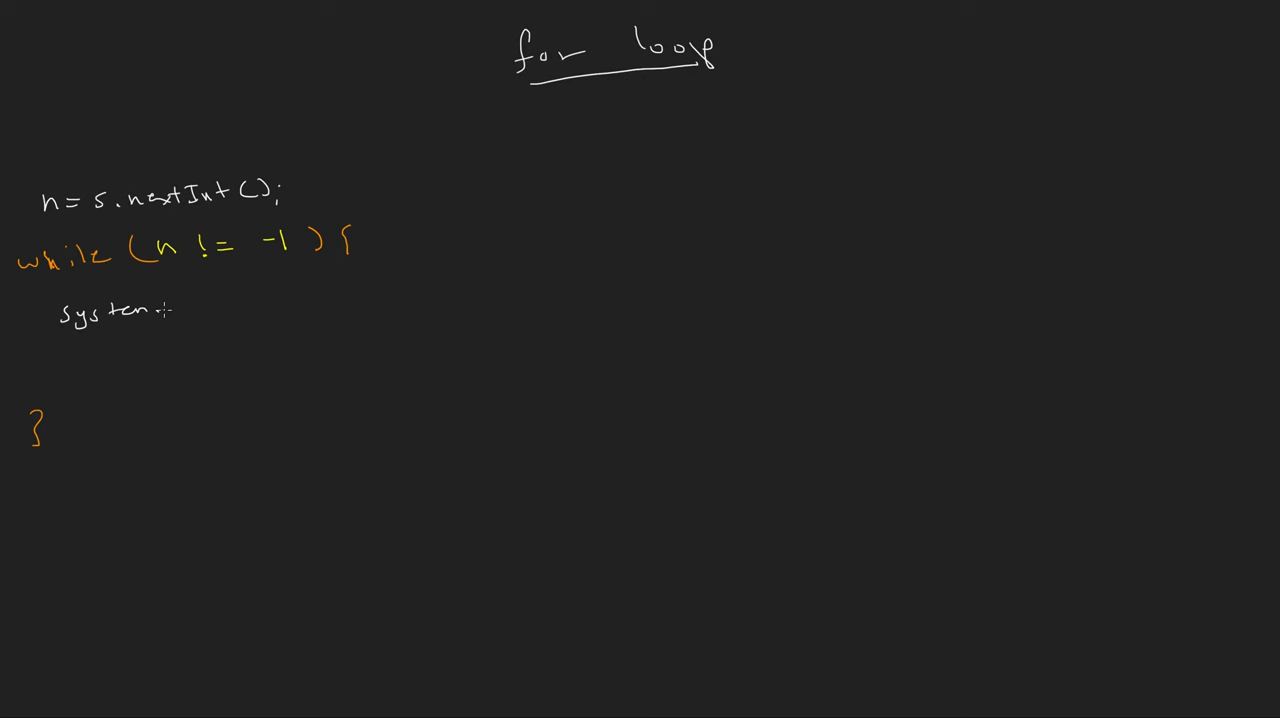 for loop
n = s.nextInt();
while (n != -1) {
system.
}